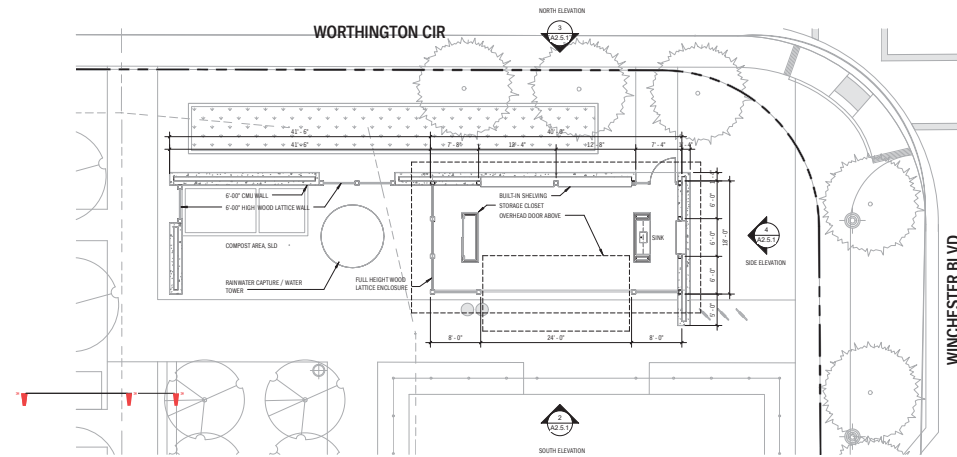 NORTH ELEVATION
3
A2.5.1
WORTHINGTON CIR
41' - 6"
40' - 8"
41' - 6"
7' - 8"
12' - 4"
12' - 8"
7' - 4"
6'-00" CMU WALL
6'-00" HIGH WOOD LATTICE WALL
BUILT-IN SHELVING
STORAGE CLOSET
OVERHEAD DOOR ABOVE
6' - 0"
6' - 0"
18' - 0"
6' - 0"
5' - 0"
SINK
4
A2.5.1
SIDE ELEVATION
COMPOST AREA, SLD
RAINWATER CAPTURE / WATER
TOWER
FULL HEIGHT WOOD
LATTICE ENCLOSURE
8' - 0"
24' - 0"
8' - 0"
WINCHESTER BLVD
2
A2.5.1
SOUTH ELEVATION